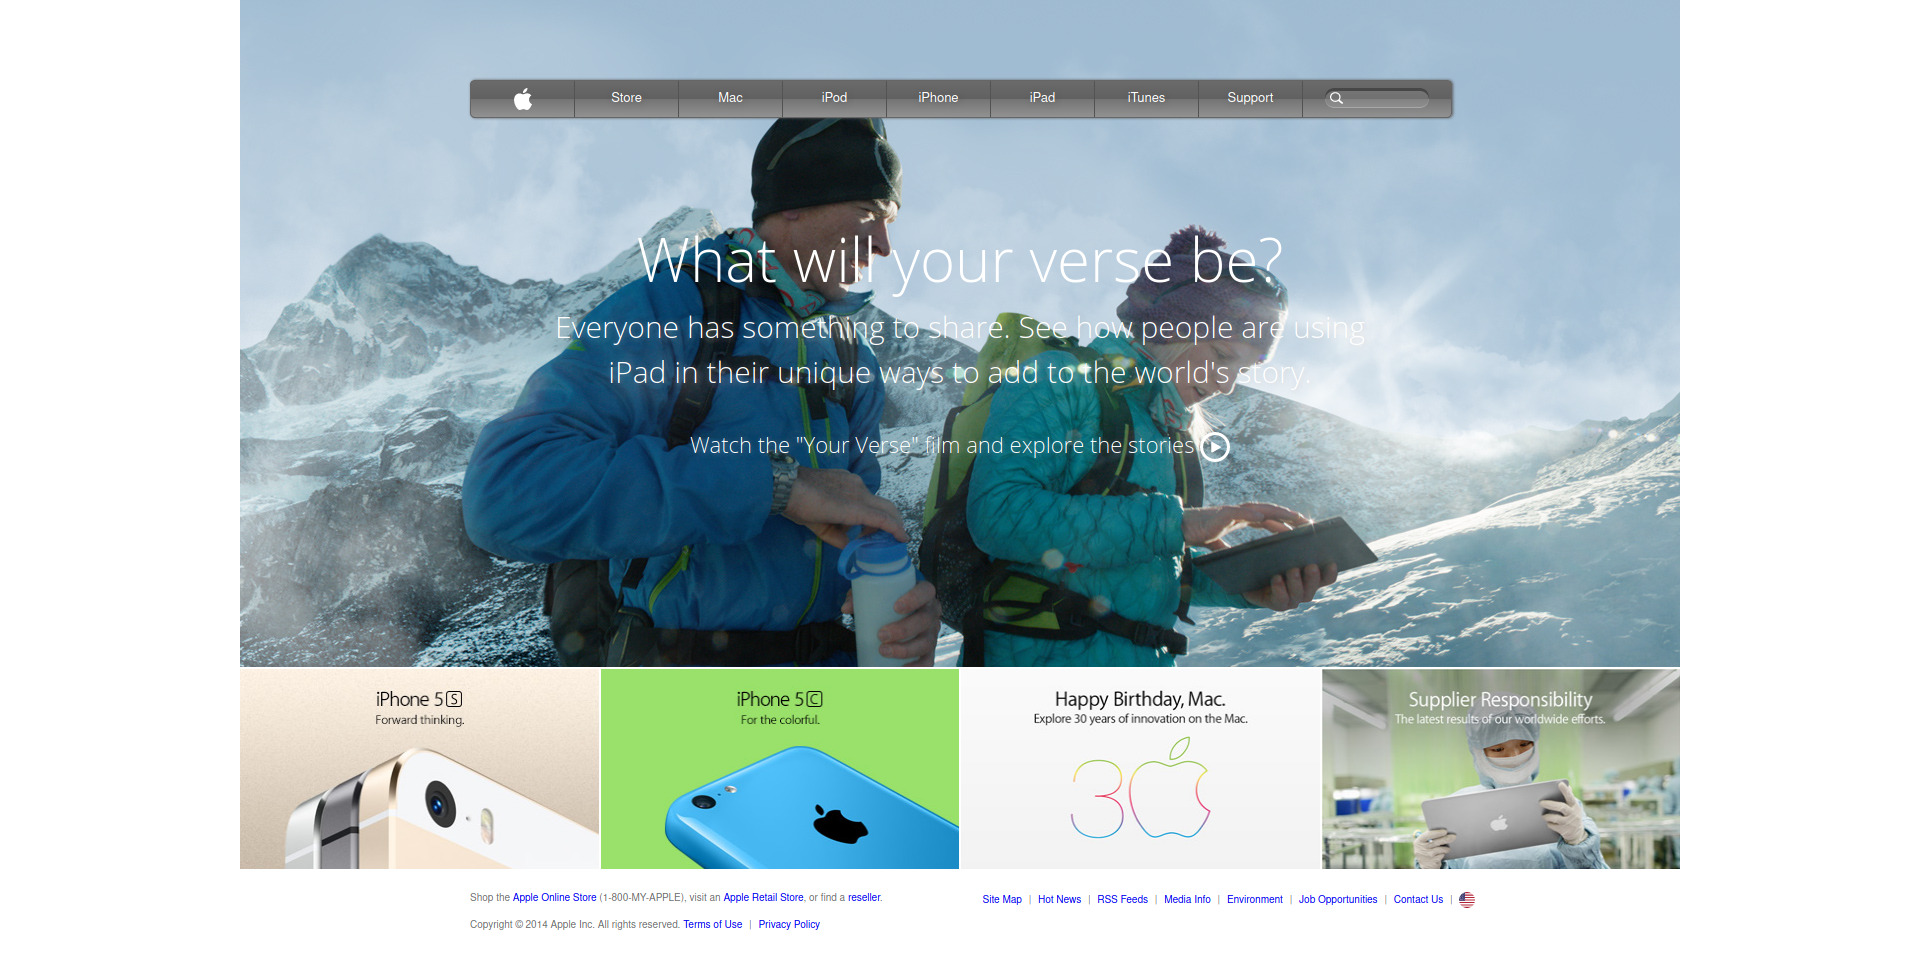 Store Mac iPod iPhone iPad iTunes Support
What will your verse be?
Everyone has something to share. See how people are using
iPad in their unique ways to add to the world's story.
Watch the "Your Verse" film and explore the stories
iPhone 5S
Forward thinking.
iPhone 5C
For the colorful.
Happy Birthday, Mac.
Explore 30 years of innovation on the Mac.
30
Supplier Responsibility
The latest results of our worldwide efforts.
Shop the Apple Online Store (1-800-MY-APPLE), visit an Apple Retail Store, or find a reseller.
Site Map | Hot News | RSS Feeds | Media Info | Environment | Job Opportunities | Contact Us |
Copyright © 2014 Apple Inc. All rights reserved. Terms of Use | Privacy Policy